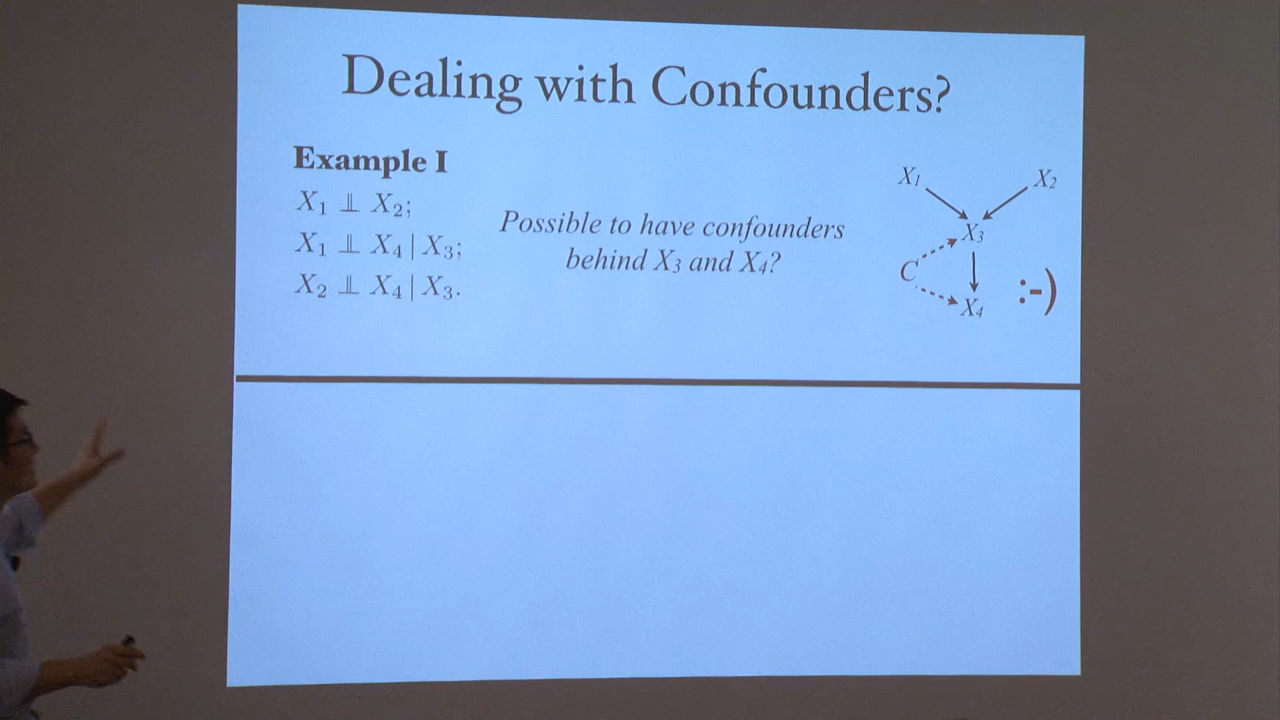 Dealing with Confounders?
Example I
X₁ ⫫ X₂;
X₁ ⫫ X₄ | X₃;
X₂ ⫫ X₄ | X₃.
Possible to have confounders
behind X₃ and X₄?
X₁ X₂
X₃
C
X₄
:-)